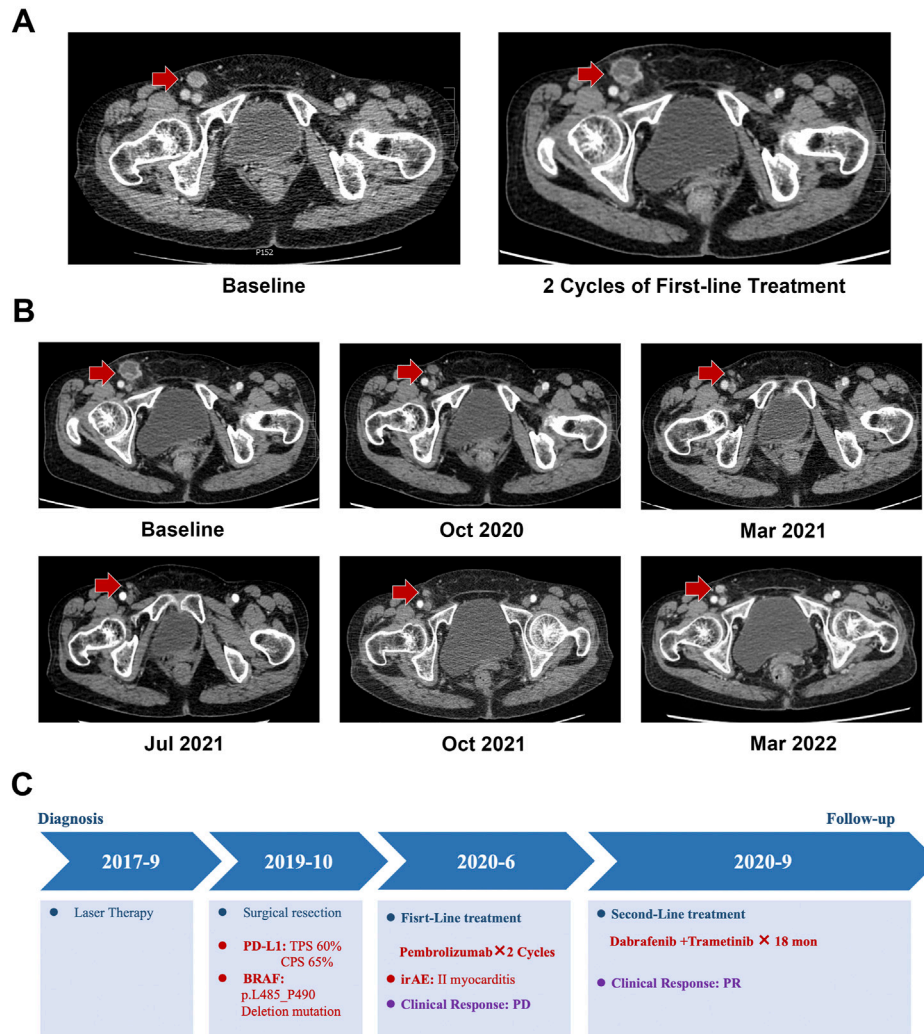 A
P152
Baseline
2 Cycles of First-line Treatment
B
Baseline
Oct 2020
Mar 2021
Jul 2021
Oct 2021
Mar 2022
C
Diagnosis
Follow-up
2017-9
2019-10
2020-6
2020-9
● Laser Therapy
● Surgical resection
● PD-L1: TPS 60%
CPS 65%
● BRAF:
p.L485_P490
Deletion mutation
● Fisrt-Line treatment
Pembrolizumab×2 Cycles
● irAE: II myocarditis
● Clinical Response: PD
● Second-Line treatment
Dabrafenib +Trametinib × 18 mon
● Clinical Response: PR